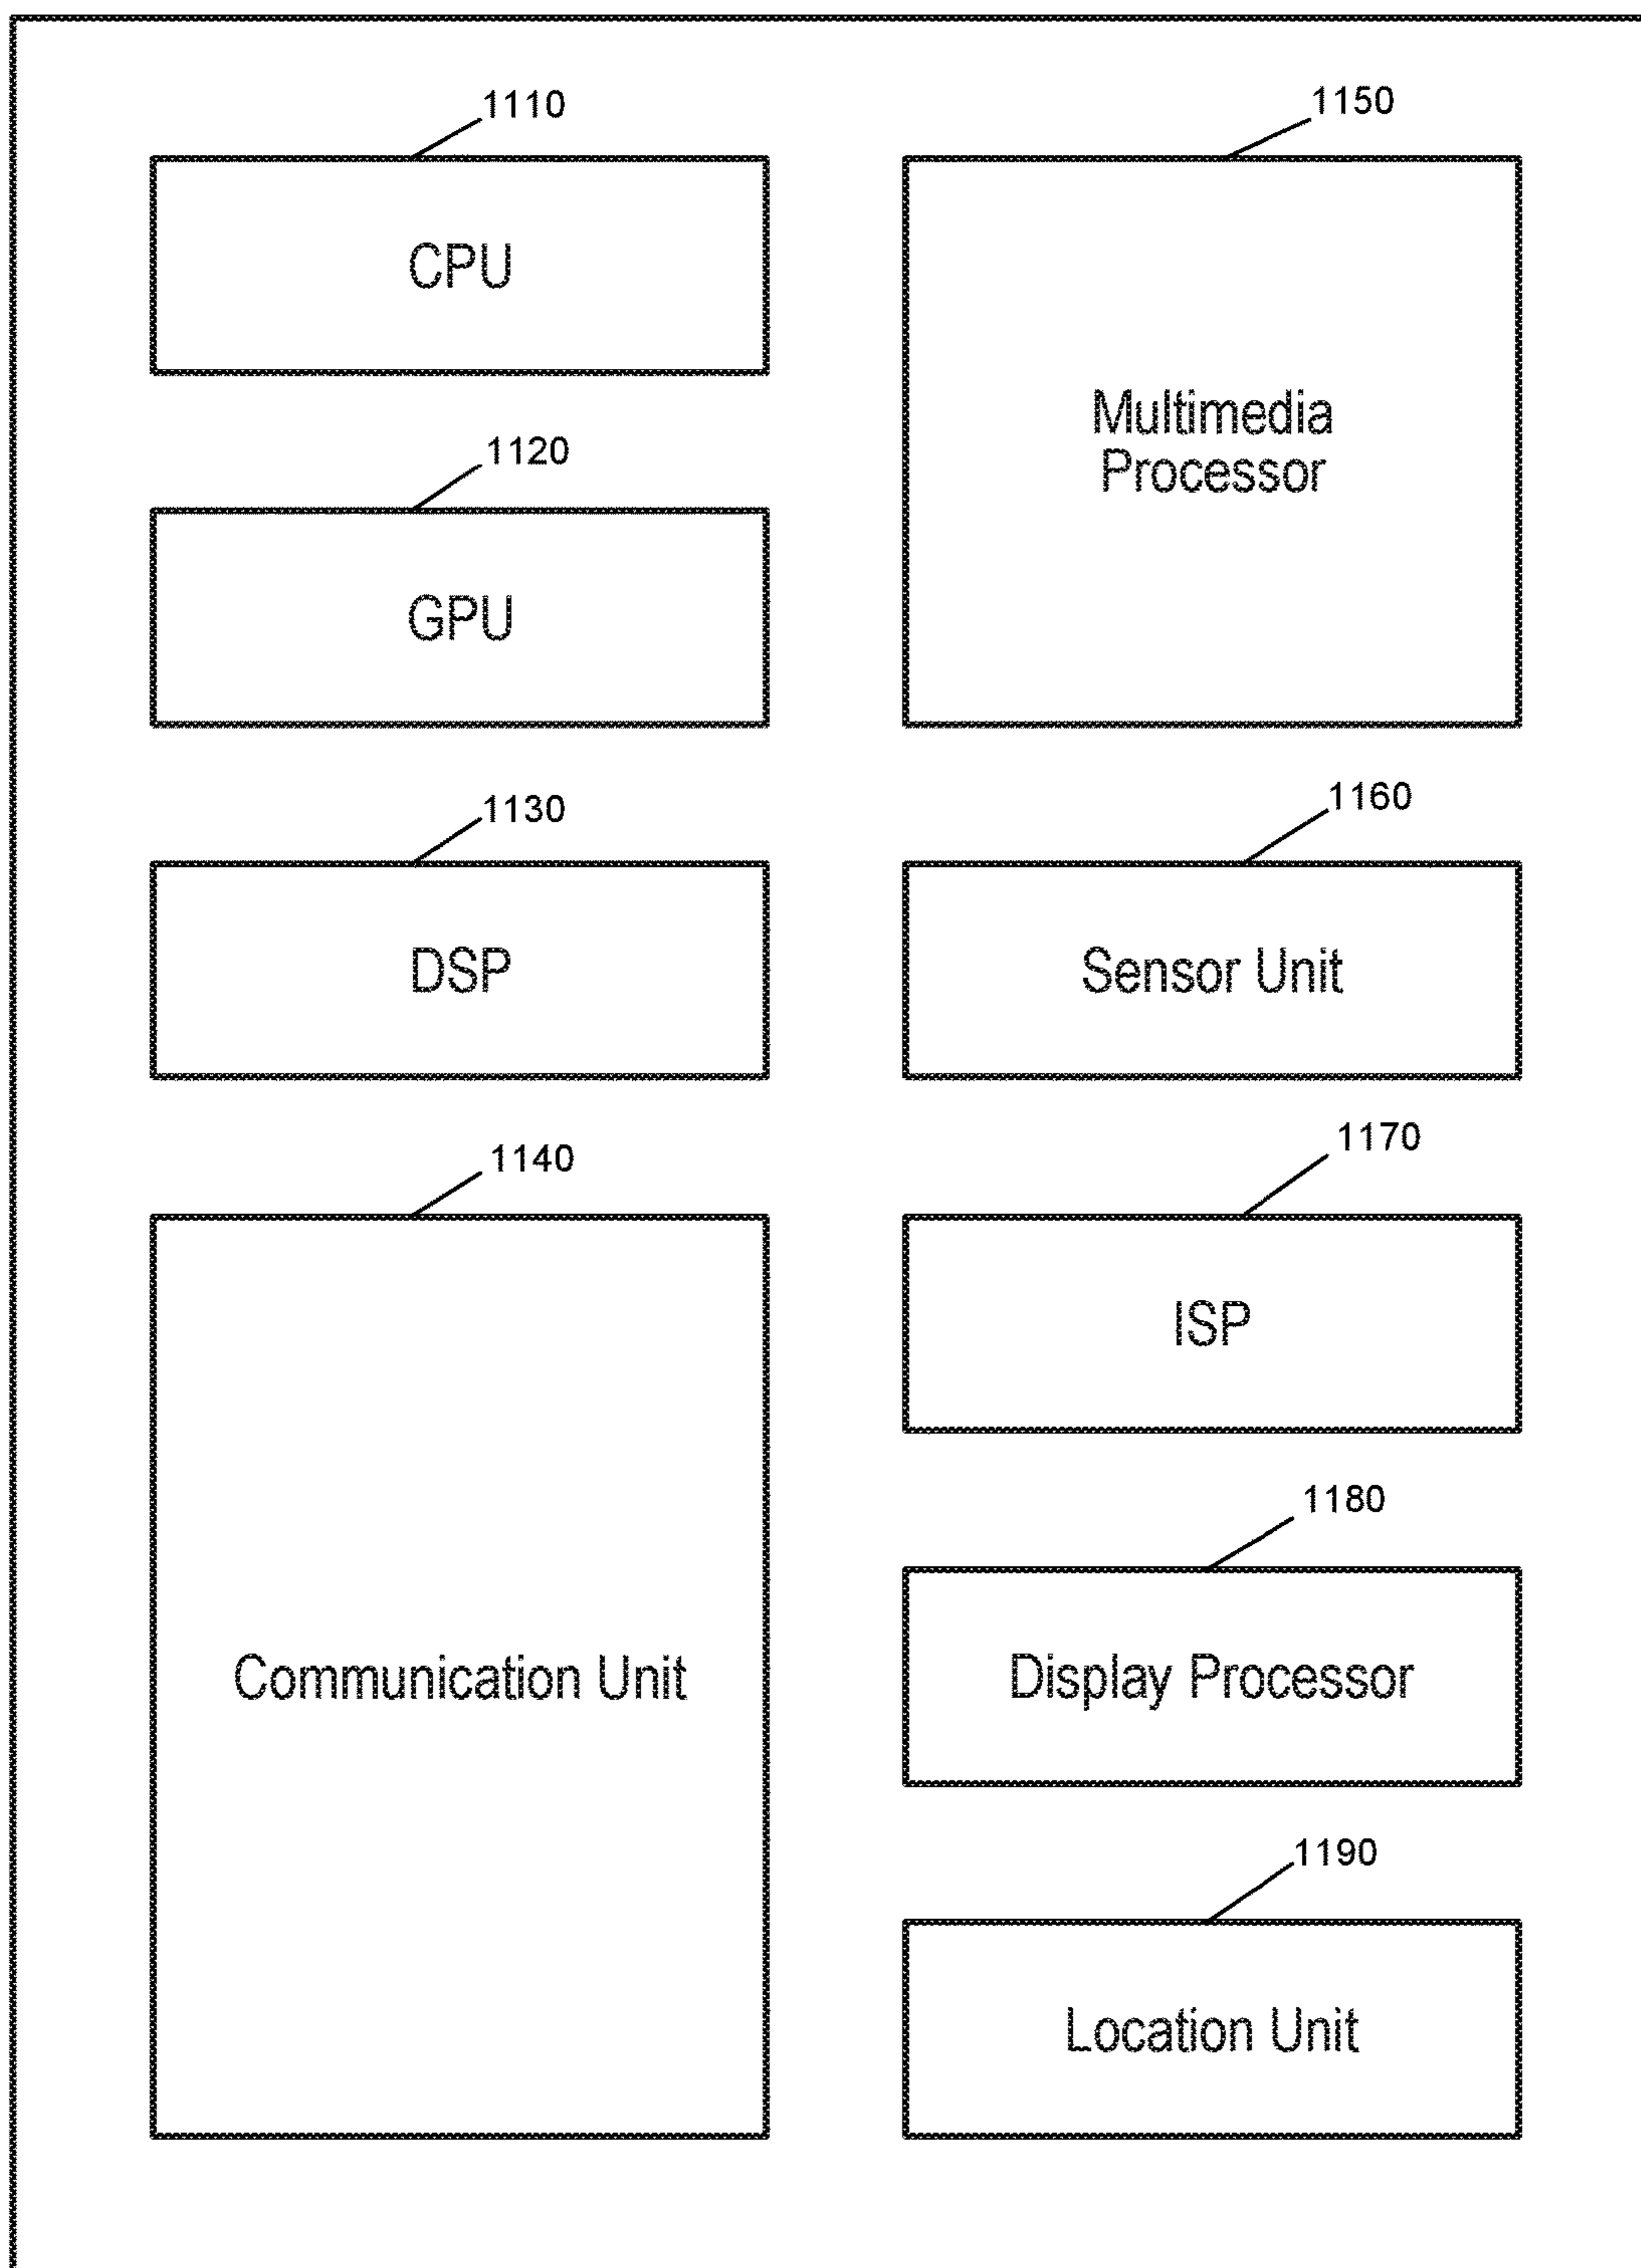 1110
CPU
1120
GPU
1130
DSP
1140
Communication Unit
1150
Multimedia
Processor
1160
Sensor Unit
1170
ISP
1180
Display Processor
1190
Location Unit